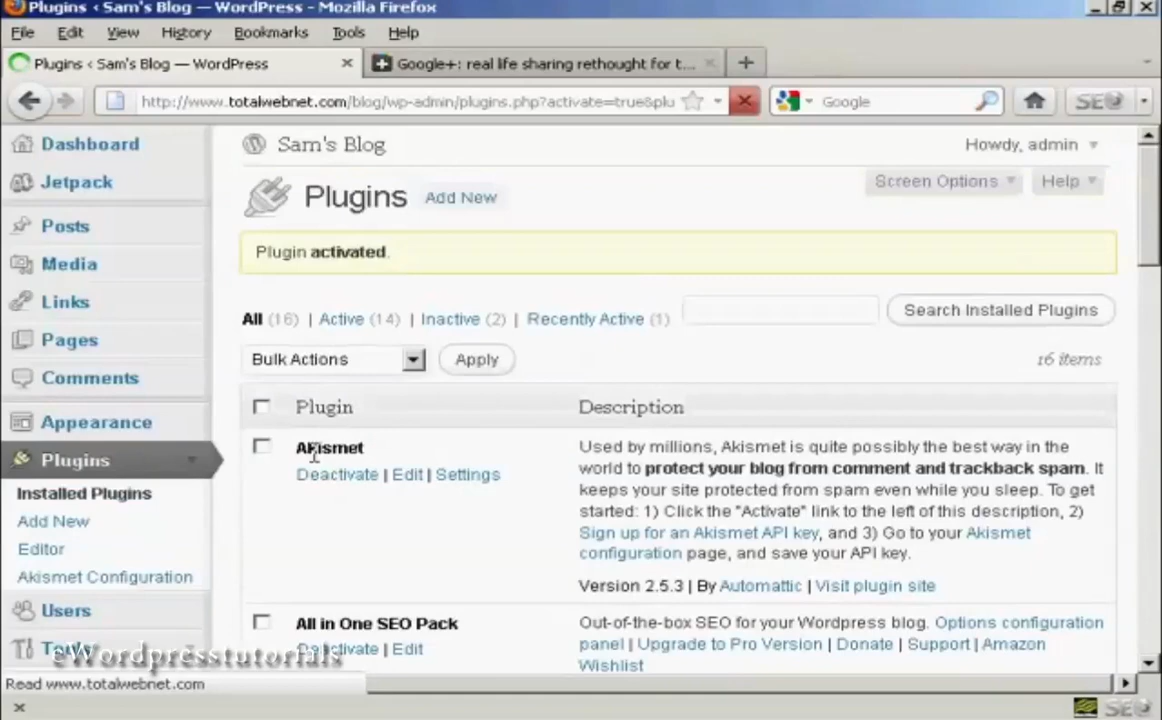 Plugins < Sam's Blog — WordPress - Mozilla Firefox
File Edit View History Bookmarks Tools Help
Plugins < Sam's Blog — WordPress
Google+: real life sharing rethought for t...
http://www.totalwebnet.com/blog/wp-admin/plugins.php?activate=true&plu
Google
SEO
Dashboard
Jetpack
Posts
Media
Links
Pages
Comments
Appearance
Plugins
Installed Plugins
Add New
Editor
Akismet Configuration
Users
Sam's Blog
Howdy, admin
Plugins Add New
Screen Options Help
Plugin activated.
All (16) | Active (14) | Inactive (2) | Recently Active (1)
Search Installed Plugins
Bulk Actions Apply 16 items
Plugin Description
Akismet
Deactivate | Edit | Settings
Used by millions, Akismet is quite possibly the best way in the
world to protect your blog from comment and trackback spam. It
keeps your site protected from spam even while you sleep. To get
started: 1) Click the "Activate" link to the left of this description, 2)
Sign up for an Akismet API key, and 3) Go to your Akismet
configuration page, and save your API key.
Version 2.5.3 | By Automattic | Visit plugin site
All in One SEO Pack
Deactivate | Edit
Out-of-the-box SEO for your Wordpress blog. Options configuration
panel | Upgrade to Pro Version | Donate | Support | Amazon
Wishlist
eWordpresstutorials
Read www.totalwebnet.com
SEO